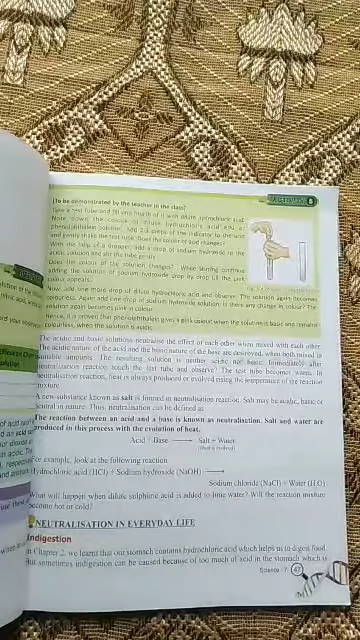 ACTIVITY 5
(To be demonstrated by the teacher in the class)
Take a test tube and fill one fourth of it with dilute hydrochloric acid.
Note down the colour of dilute hydrochloric acid and of
phenolphthalein solution. Add 2-3 drops of the indicator to the acid
and gently shake the test tube. Does the colour of acid changes?
With the help of a dropper, add a drop of sodium hydroxide to the
acidic solution and stir the tube gently.
Does the colour of the solution changes? While stirring continue
adding the solution of sodium hydroxide drop by drop till the pink
colour appears.
Now add one more drop of dilute hydrochloric acid and observe. The solution again becomes
colourless. Again add one drop of sodium hydroxide solution. Is there any change in colour? The
solution again becomes pink in colour.
Hence, it is proved that phenolphthalein gives a pink colour when the solution is basic and remains
colourless, when the solution is acidic.
The acidic and basic solutions neutralise the effect of each other when mixed with each other.
The acidic nature of the acid and the basic nature of the base are destroyed, when both mixed in
suitable amounts. The resulting solution is neither acidic nor basic. Immediately after
neutralization reaction touch the test tube and observe? The test tube becomes warm. In
neutralisation reaction, heat is always produced or evolved rising the temperature of the reaction
mixture.
A new substance known as salt is formed in neutralisation reaction. Salt may be acidic, basic or
neutral in nature. Thus, neutralisation can be defined as
The reaction between an acid and a base is known as neutralisation. Salt and water are
produced in this process with the evolution of heat.
Acid + Base ⟶ Salt + Water
(Heat is evolved)
For example, look at the following reaction
Hydrochloric acid (HCl) + Sodium hydroxide (NaOH) ⟶
Sodium chloride (NaCl) + Water (H₂O)
What will happen when dilute sulphuric acid is added to lime water? Will the reaction mixture
become hot or cold?
NEUTRALISATION IN EVERYDAY LIFE
Indigestion
In Chapter 2, we learnt that our stomach contains hydrochloric acid which helps us to digest food.
But sometimes indigestion can be caused because of too much of acid in the stomach which is
Science - 7 47